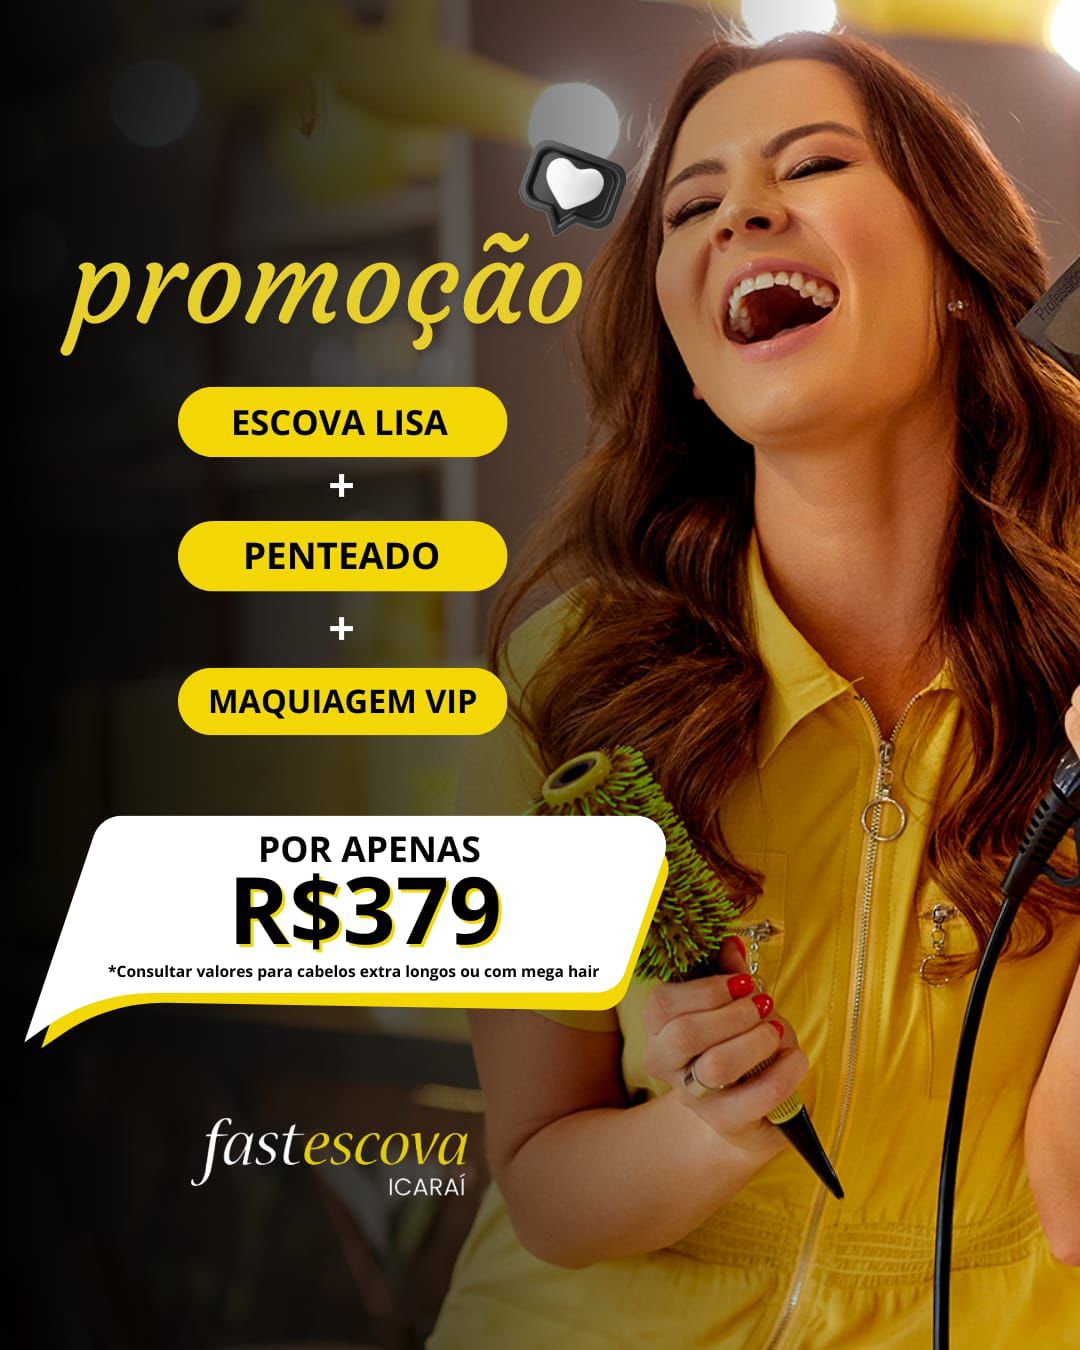 promoção
ESCOVA LISA
+
PENTEADO
+
MAQUIAGEM VIP
POR APENAS
R$379
*Consultar valores para cabelos extra longos ou com mega hair
fastescova
ICARAÍ